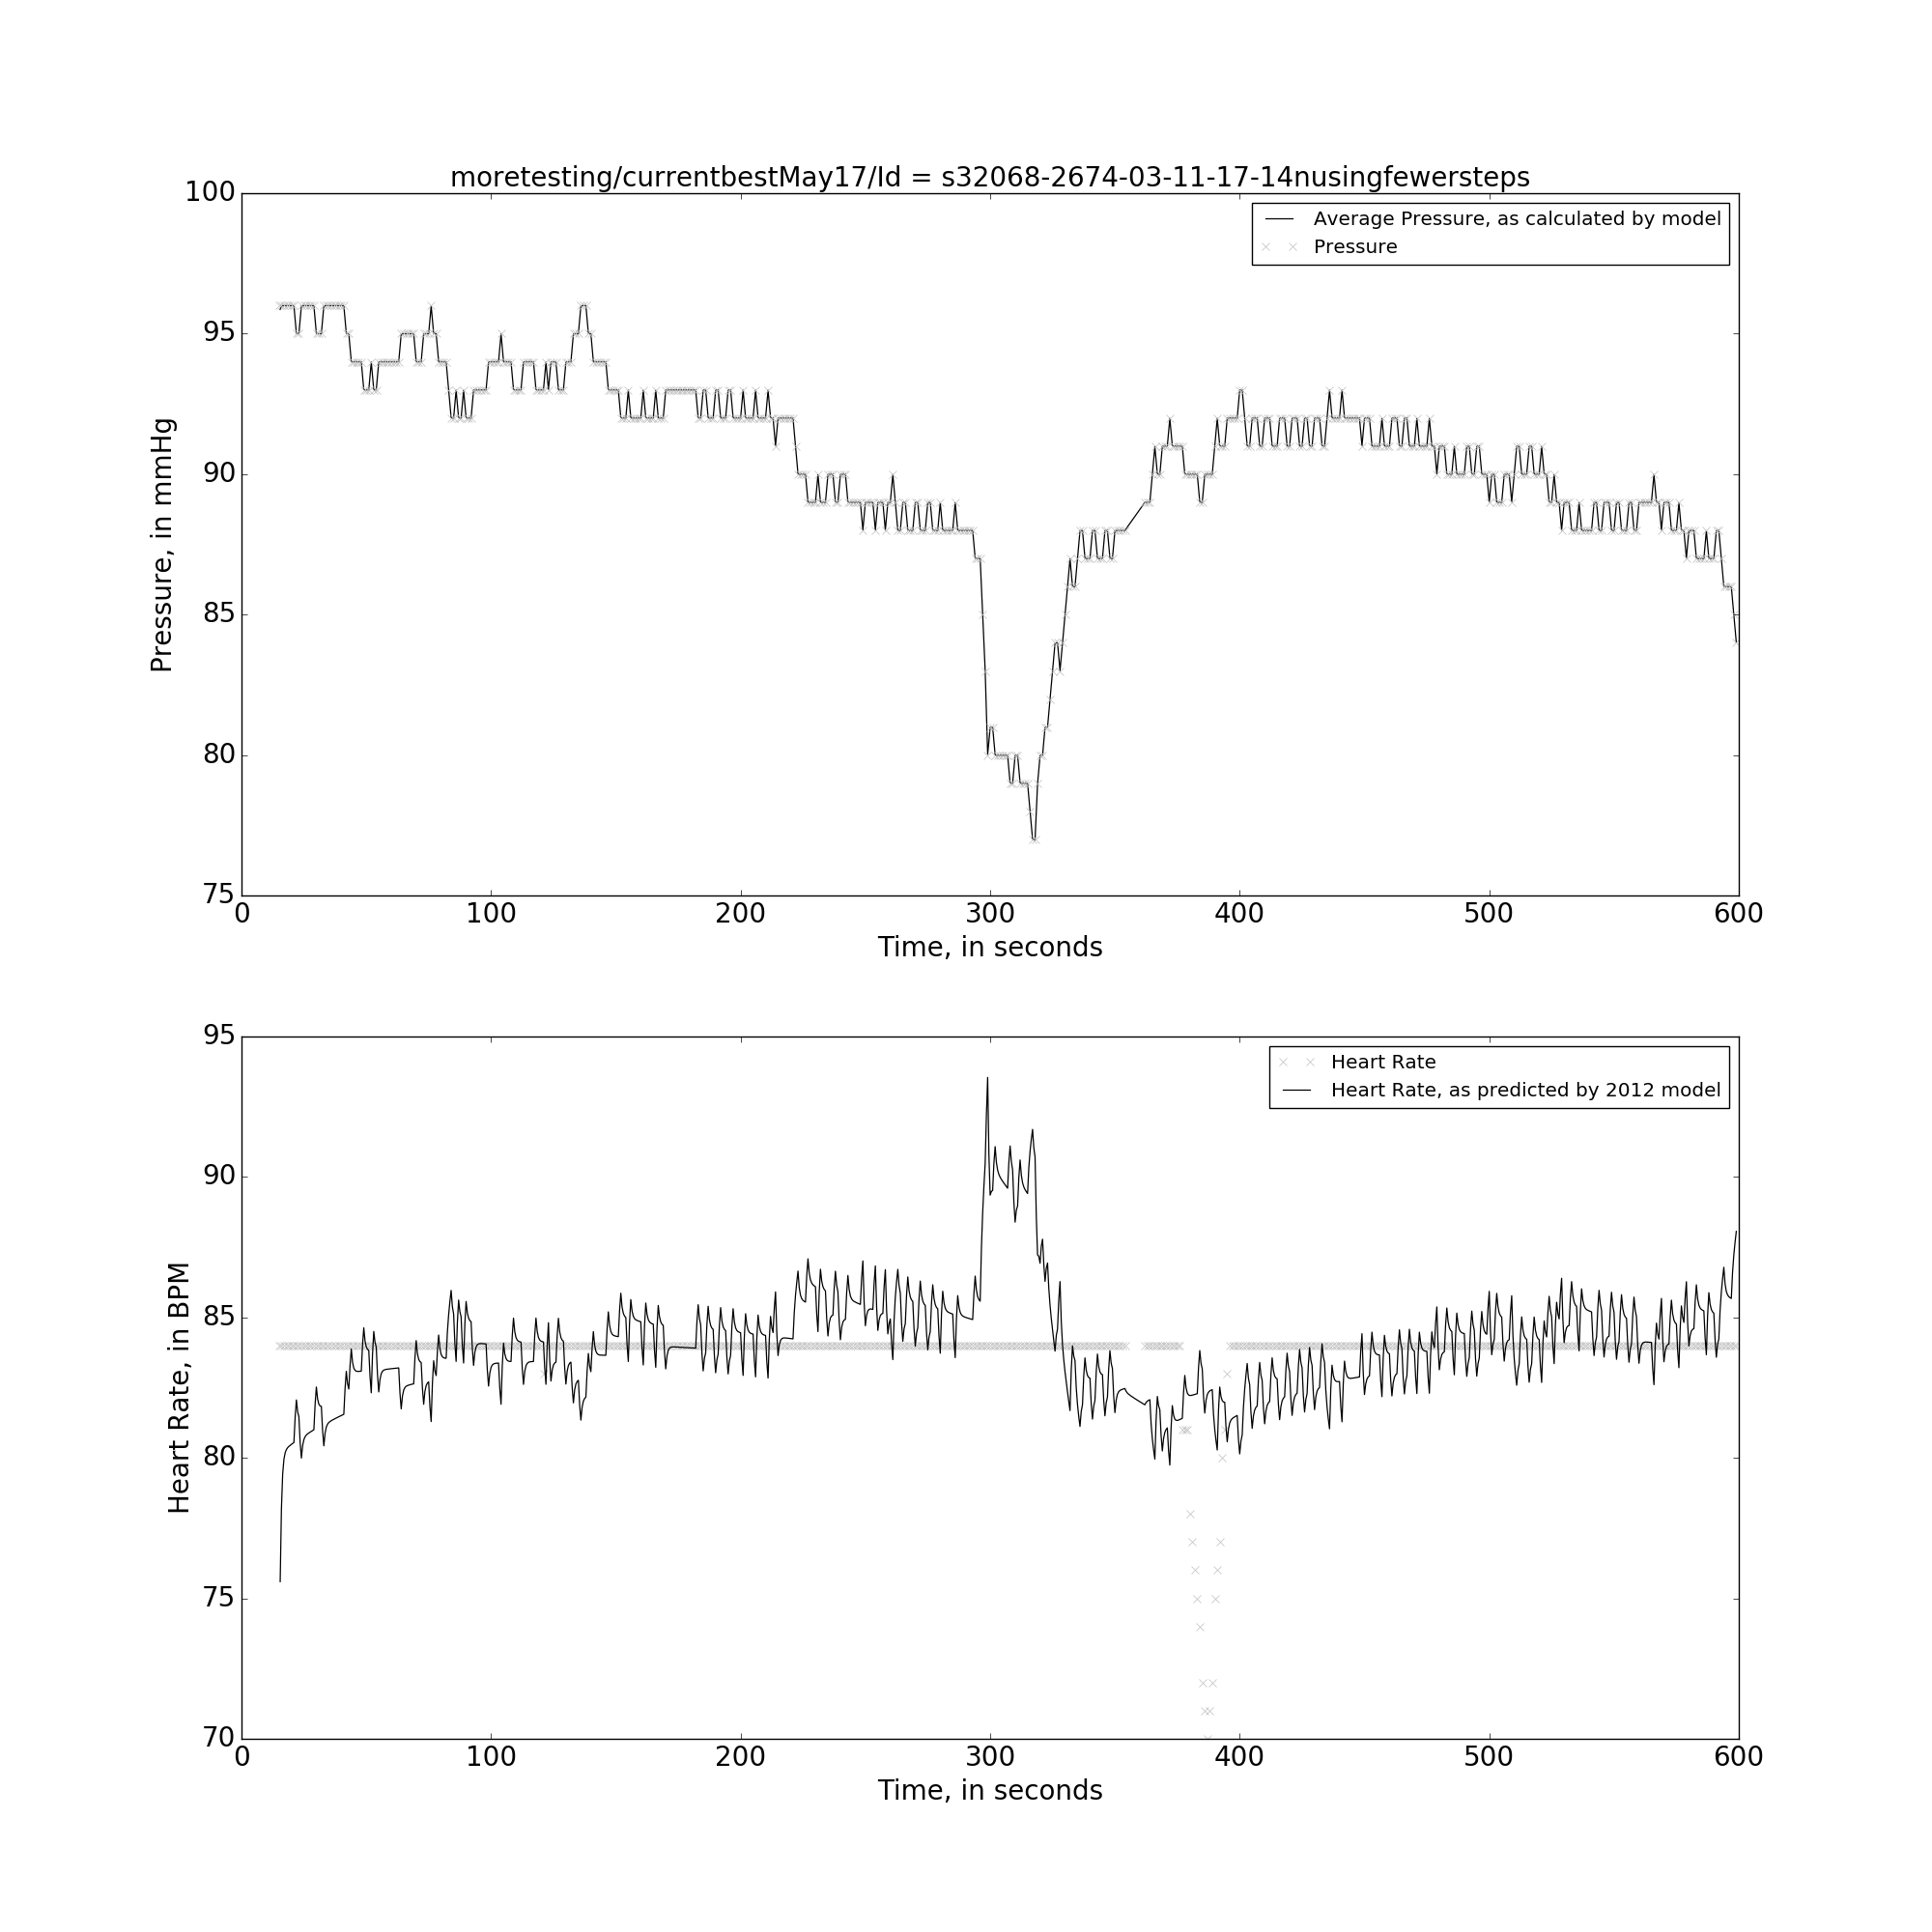 moretesting/currentbestMay17/Id = s32068-2674-03-11-17-14nusingfewersteps
Average Pressure, as calculated by model
Pressure
Pressure, in mmHg
100
95
90
85
80
75
0 100 200 300 400 500 600
Time, in seconds
Heart Rate
Heart Rate, as predicted by 2012 model
Heart Rate, in BPM
95
90
85
80
75
70
0 100 200 300 400 500 600
Time, in seconds